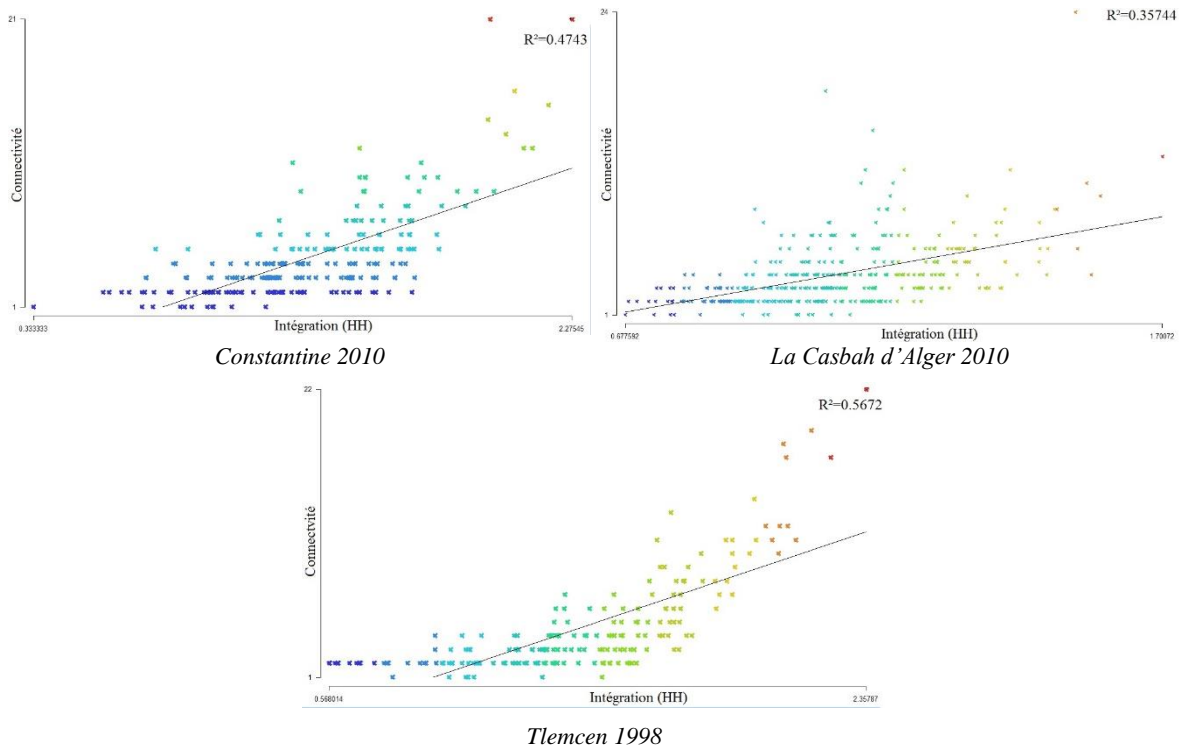 21
R²=0.4743
Connectivité
1
0.333333
Intégration (HH)
2.27545
Constantine 2010
24
R²=0.35744
Connectivité
1
0.677592
Intégration (HH)
1.70972
La Casbah d’Alger 2010
22
R²=0.5672
Connectvité
1
0.568014
Intégration (HH)
2.35787
Tlemcen 1998